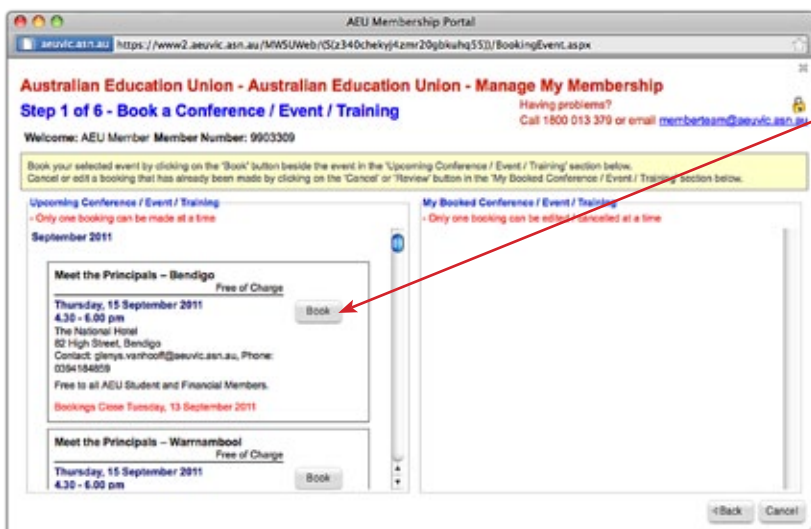 AEU Membership Portal
aeuvic.asn.au https://www2.aeuvic.asn.au/MWSUWeb/(S(z340chekyj4zmr20gbkuhq55))/BookingEvent.aspx
Australian Education Union - Australian Education Union - Manage My Membership
Step 1 of 6 - Book a Conference / Event / Training
Having problems?
Call 1800 013 379 or email memberteam@aeuvic.asn.au
Welcome: AEU Member Member Number: 9903309
Book your selected event by clicking on the 'Book' button beside the event in the 'Upcoming Conference / Event / Training' section below.
Cancel or edit a booking that has already been made by clicking on the 'Cancel' or 'Review' button in the 'My Booked Conference / Event / Training' section below.
Upcoming Conference / Event / Training
- Only one booking can be made at a time
September 2011
Meet the Principals – Bendigo
Free of Charge
Thursday, 15 September 2011
4.30 - 6.00 pm
Book
The National Hotel
82 High Street, Bendigo
Contact: glenys.vanhooff@aeuvic.asn.au, Phone:
0394184859
Free to all AEU Student and Financial Members.
Bookings Close Tuesday, 13 September 2011
Meet the Principals – Warrnambool
Free of Charge
Thursday, 15 September 2011
4.30 - 6.00 pm
Book
My Booked Conference / Event / Training
- Only one booking can be edited / cancelled at a time
<Back
Cancel